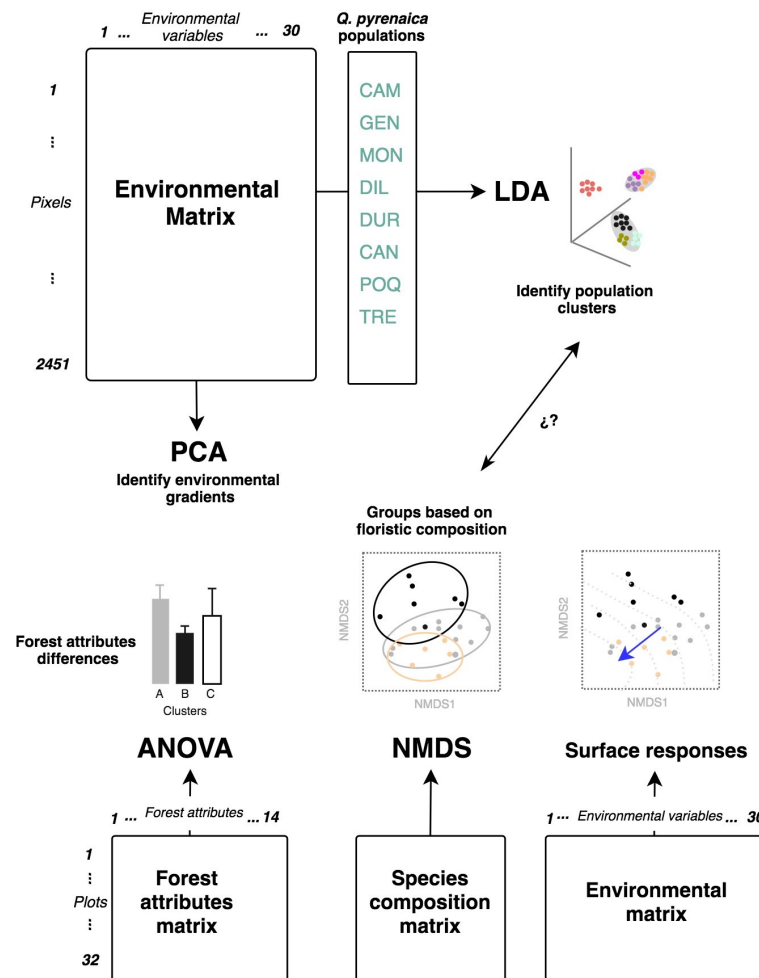 Environmental
variables
1 ... ... 30
Q. pyrenaica
populations
1
...
Pixels
...
2451
Environmental
Matrix
CAM
GEN
MON
DIL
DUR
CAN
POQ
TRE
LDA
Identify population
clusters
¿?
PCA
Identify environmental
gradients
Groups based on
floristic composition
NMDS2
NMDS1
NMDS2
NMDS1
Forest attributes
differences
A B C
Clusters
ANOVA
NMDS
Surface responses
1 ... Forest attributes ... 14
1 ... Environmental variables ... 30
1
...
Plots
...
32
Forest
attributes
matrix
Species
composition
matrix
Environmental
matrix